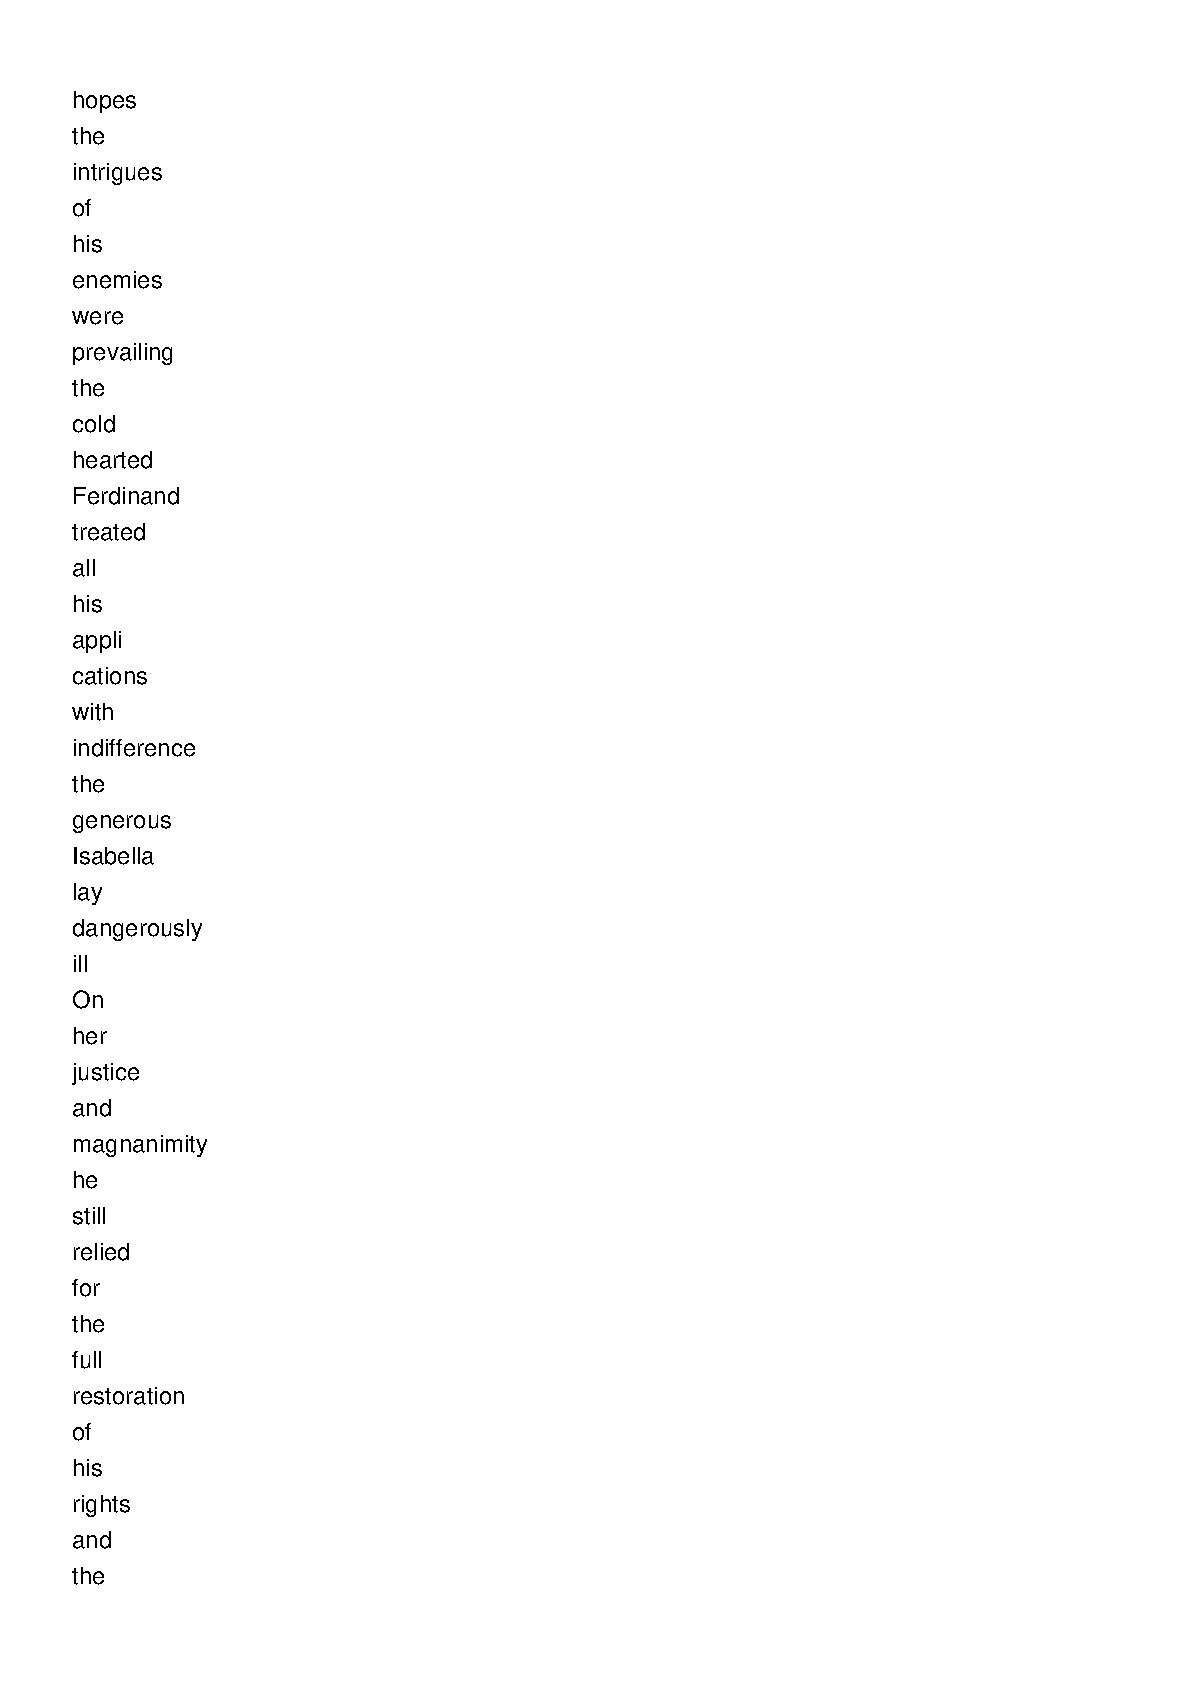 hopes
the
intrigues
of
his
enemies
were
prevailing
the
cold
hearted
Ferdinand
treated
all
his
appli
cations
with
indifference
the
generous
Isabella
lay
dangerously
ill
On
her
justice
and
magnanimity
he
still
relied
for
the
full
restoration
of
his
rights
and
the